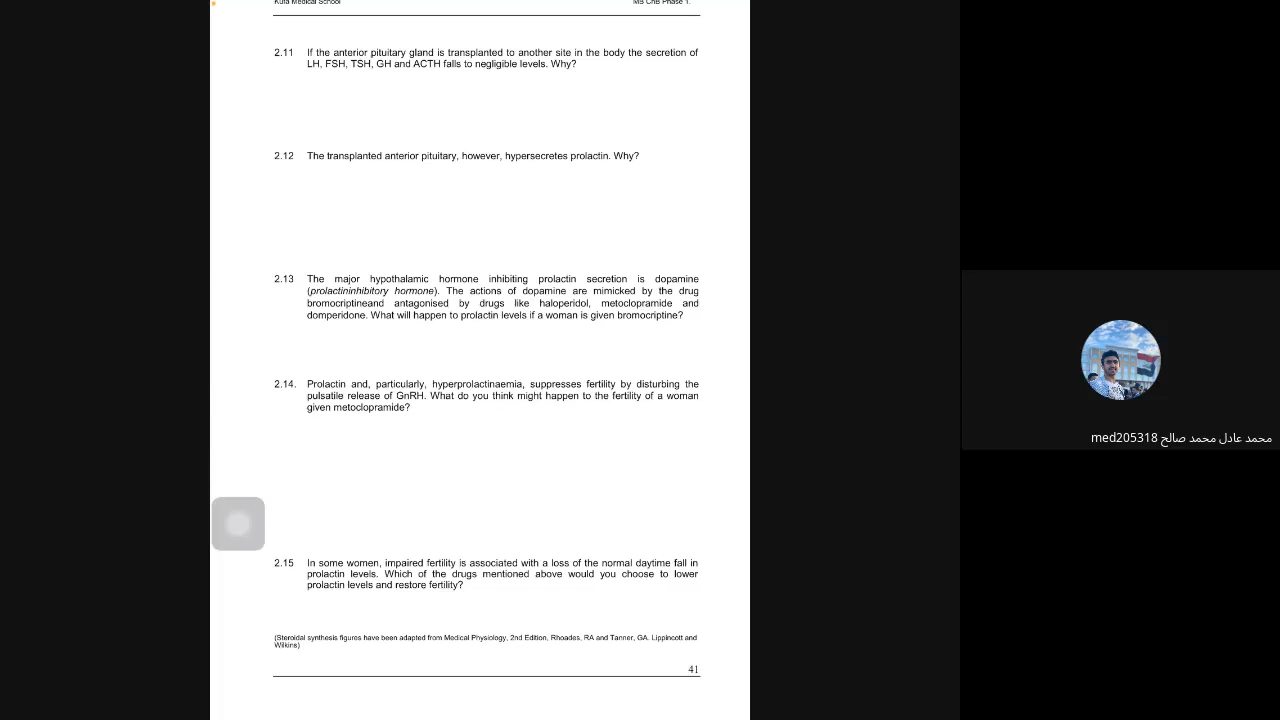 Kufa Medical School MB ChB Phase 1.
2.11 If the anterior pituitary gland is transplanted to another site in the body the secretion of
LH, FSH, TSH, GH and ACTH falls to negligible levels. Why?
2.12 The transplanted anterior pituitary, however, hypersecretes prolactin. Why?
2.13 The major hypothalamic hormone inhibiting prolactin secretion is dopamine
(prolactininhibitory hormone). The actions of dopamine are mimicked by the drug
bromocriptineand antagonised by drugs like haloperidol, metoclopramide and
domperidone. What will happen to prolactin levels if a woman is given bromocriptine?
2.14. Prolactin and, particularly, hyperprolactinaemia, suppresses fertility by disturbing the
pulsatile release of GnRH. What do you think might happen to the fertility of a woman
given metoclopramide?
2.15 In some women, impaired fertility is associated with a loss of the normal daytime fall in
prolactin levels. Which of the drugs mentioned above would you choose to lower
prolactin levels and restore fertility?
(Steroidal synthesis figures have been adapted from Medical Physiology, 2nd Edition, Rhoades, RA and Tanner, GA. Lippincott and
Wilkins)
41
محمد عادل محمد صالح med205318